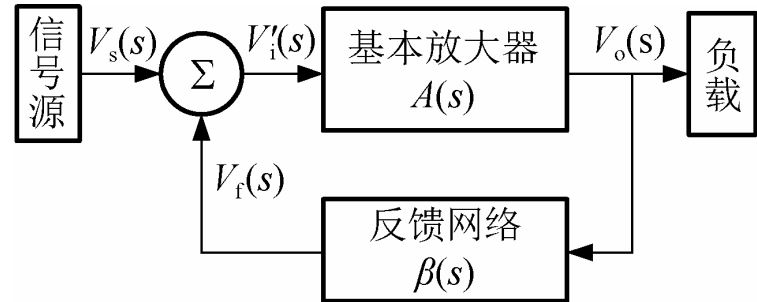 信号源
Vs(s)
Σ
V′i(s)
基本放大器
A(s)
Vo(s)
负载
Vf(s)
反馈网络
β(s)